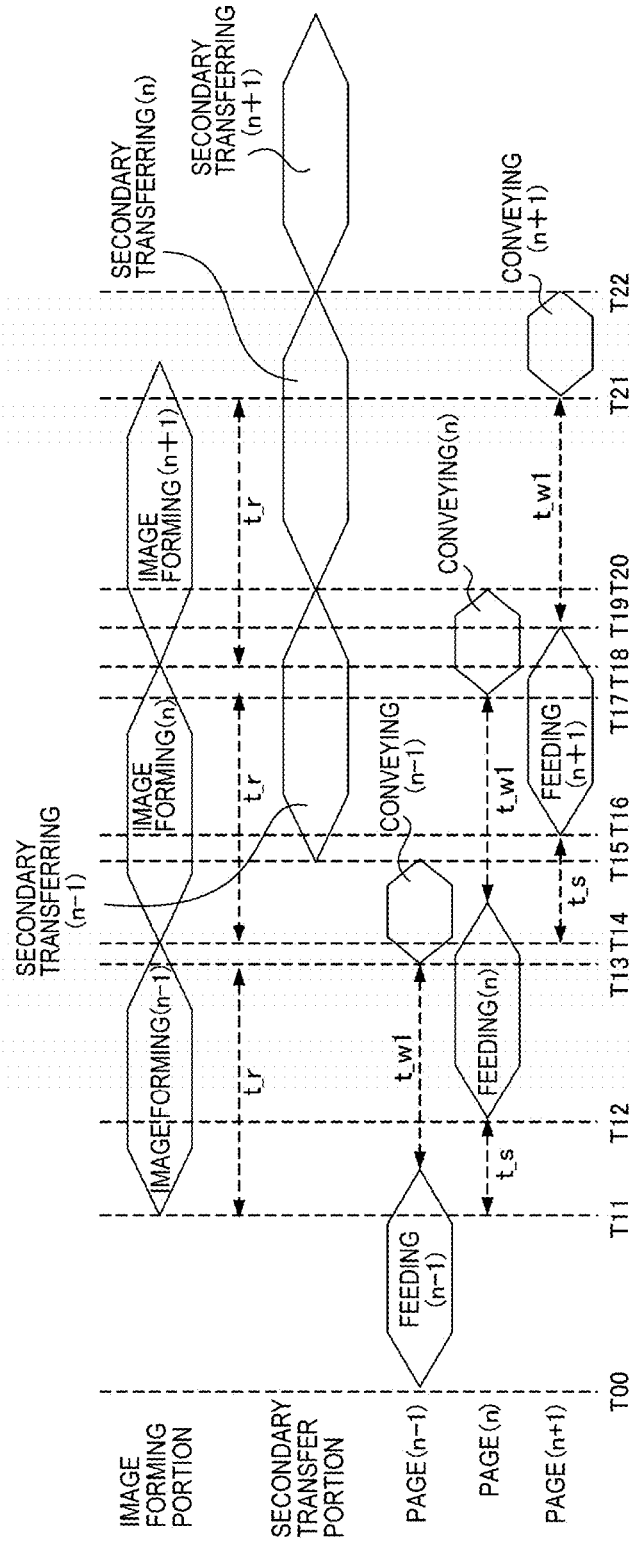 IMAGE
FORMING
PORTION
IMAGE FORMING(n-1)
IMAGE
FORMING(n)
IMAGE
FORMING(n+1)
t_r
t_r
t_r
SECONDARY
TRANSFER
PORTION
SECONDARY
TRANSFERRING
(n-1)
SECONDARY
TRANSFERRING(n)
SECONDARY
TRANSFERRING
(n+1)
PAGE(n-1)
FEEDING
(n-1)
t_w1
CONVEYING
(n-1)
PAGE(n)
t_s
FEEDING(n)
t_w1
CONVEYING(n)
PAGE(n+1)
t_s
FEEDING
(n+1)
t_w1
CONVEYING
(n+1)
T00
T11
T12
T13
T14
T15
T16
T17
T18
T19
T20
T21
T22